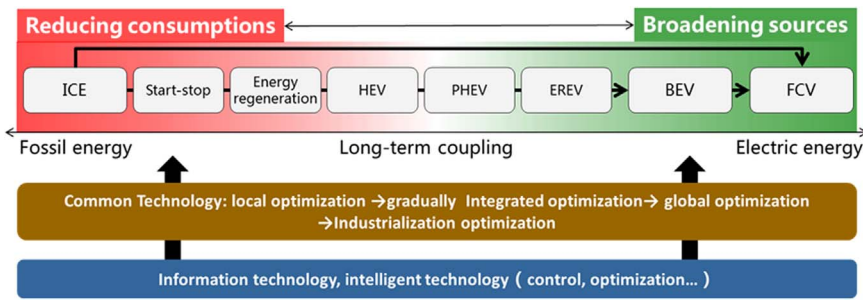 Reducing consumptions
Broadening sources
ICE
Start-stop
Energy
regeneration
HEV
PHEV
EREV
BEV
FCV
Fossil energy
Long-term coupling
Electric energy
Common Technology: local optimization →gradually Integrated optimization→ global optimization
→Industrialization optimization
Information technology, intelligent technology ( control, optimization… )